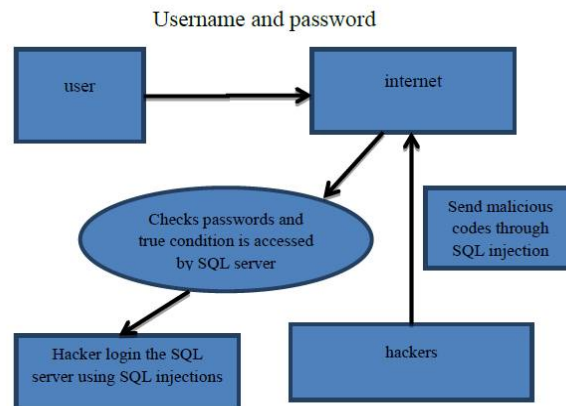 Username and password
user
internet
Checks passwords and
true condition is accessed
by SQL server
Send malicious
codes through
SQL injection
Hacker login the SQL
server using SQL injections
hackers